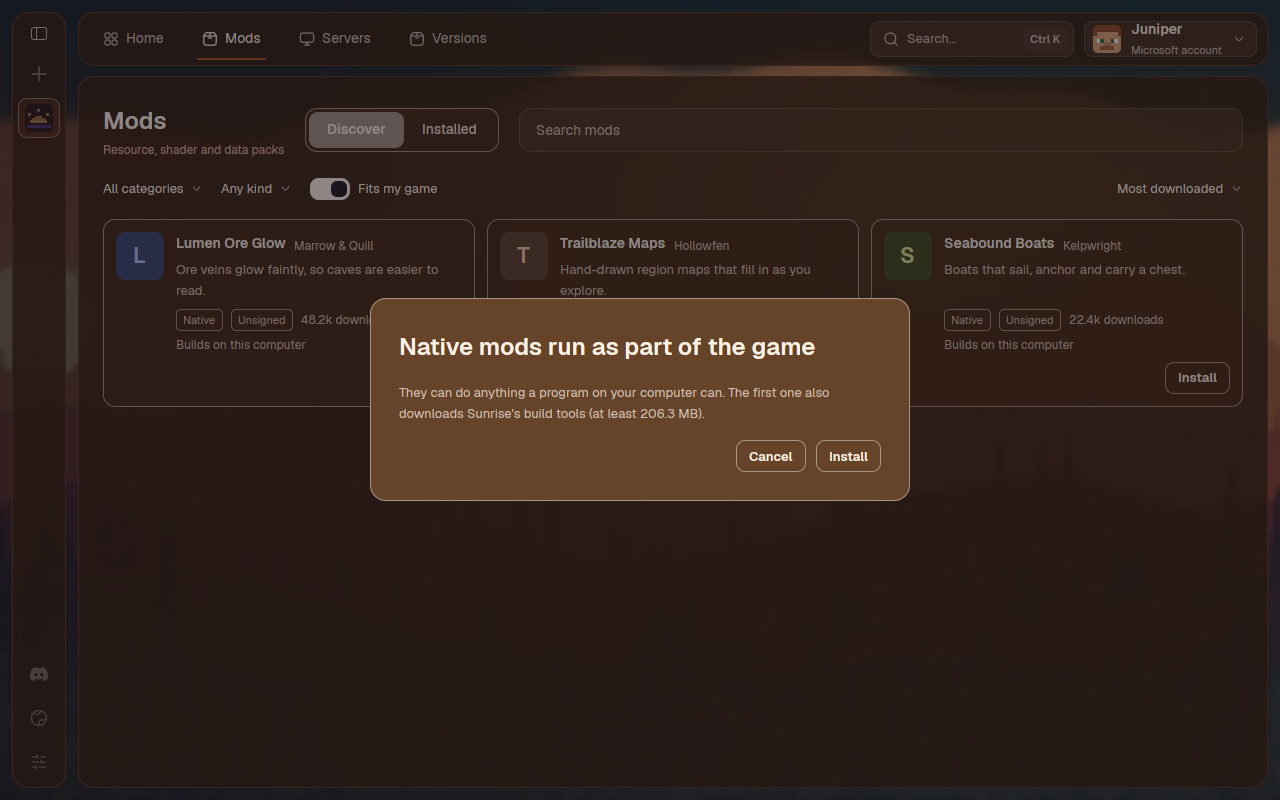 Home
Mods
Servers
Versions
Search...
Ctrl K
Juniper
Microsoft account
Mods
Resource, shader and data packs
Discover
Installed
Search mods
All categories
Any kind
Fits my game
Most downloaded
L
Lumen Ore Glow
Marrow & Quill
Ore veins glow faintly, so caves are easier to
read.
Native
Unsigned
48.2k
Builds on this computer
T
Trailblaze Maps
Hollowfen
Hand-drawn region maps that fill in as you
explore.
S
Seabound Boats
Kelpwright
Boats that sail, anchor and carry a chest.
Native
Unsigned
22.4k downloads
Builds on this computer
Install
Native mods run as part of the game
They can do anything a program on your computer can. The first one also
downloads Sunrise's build tools (at least 206.3 MB).
Cancel
Install